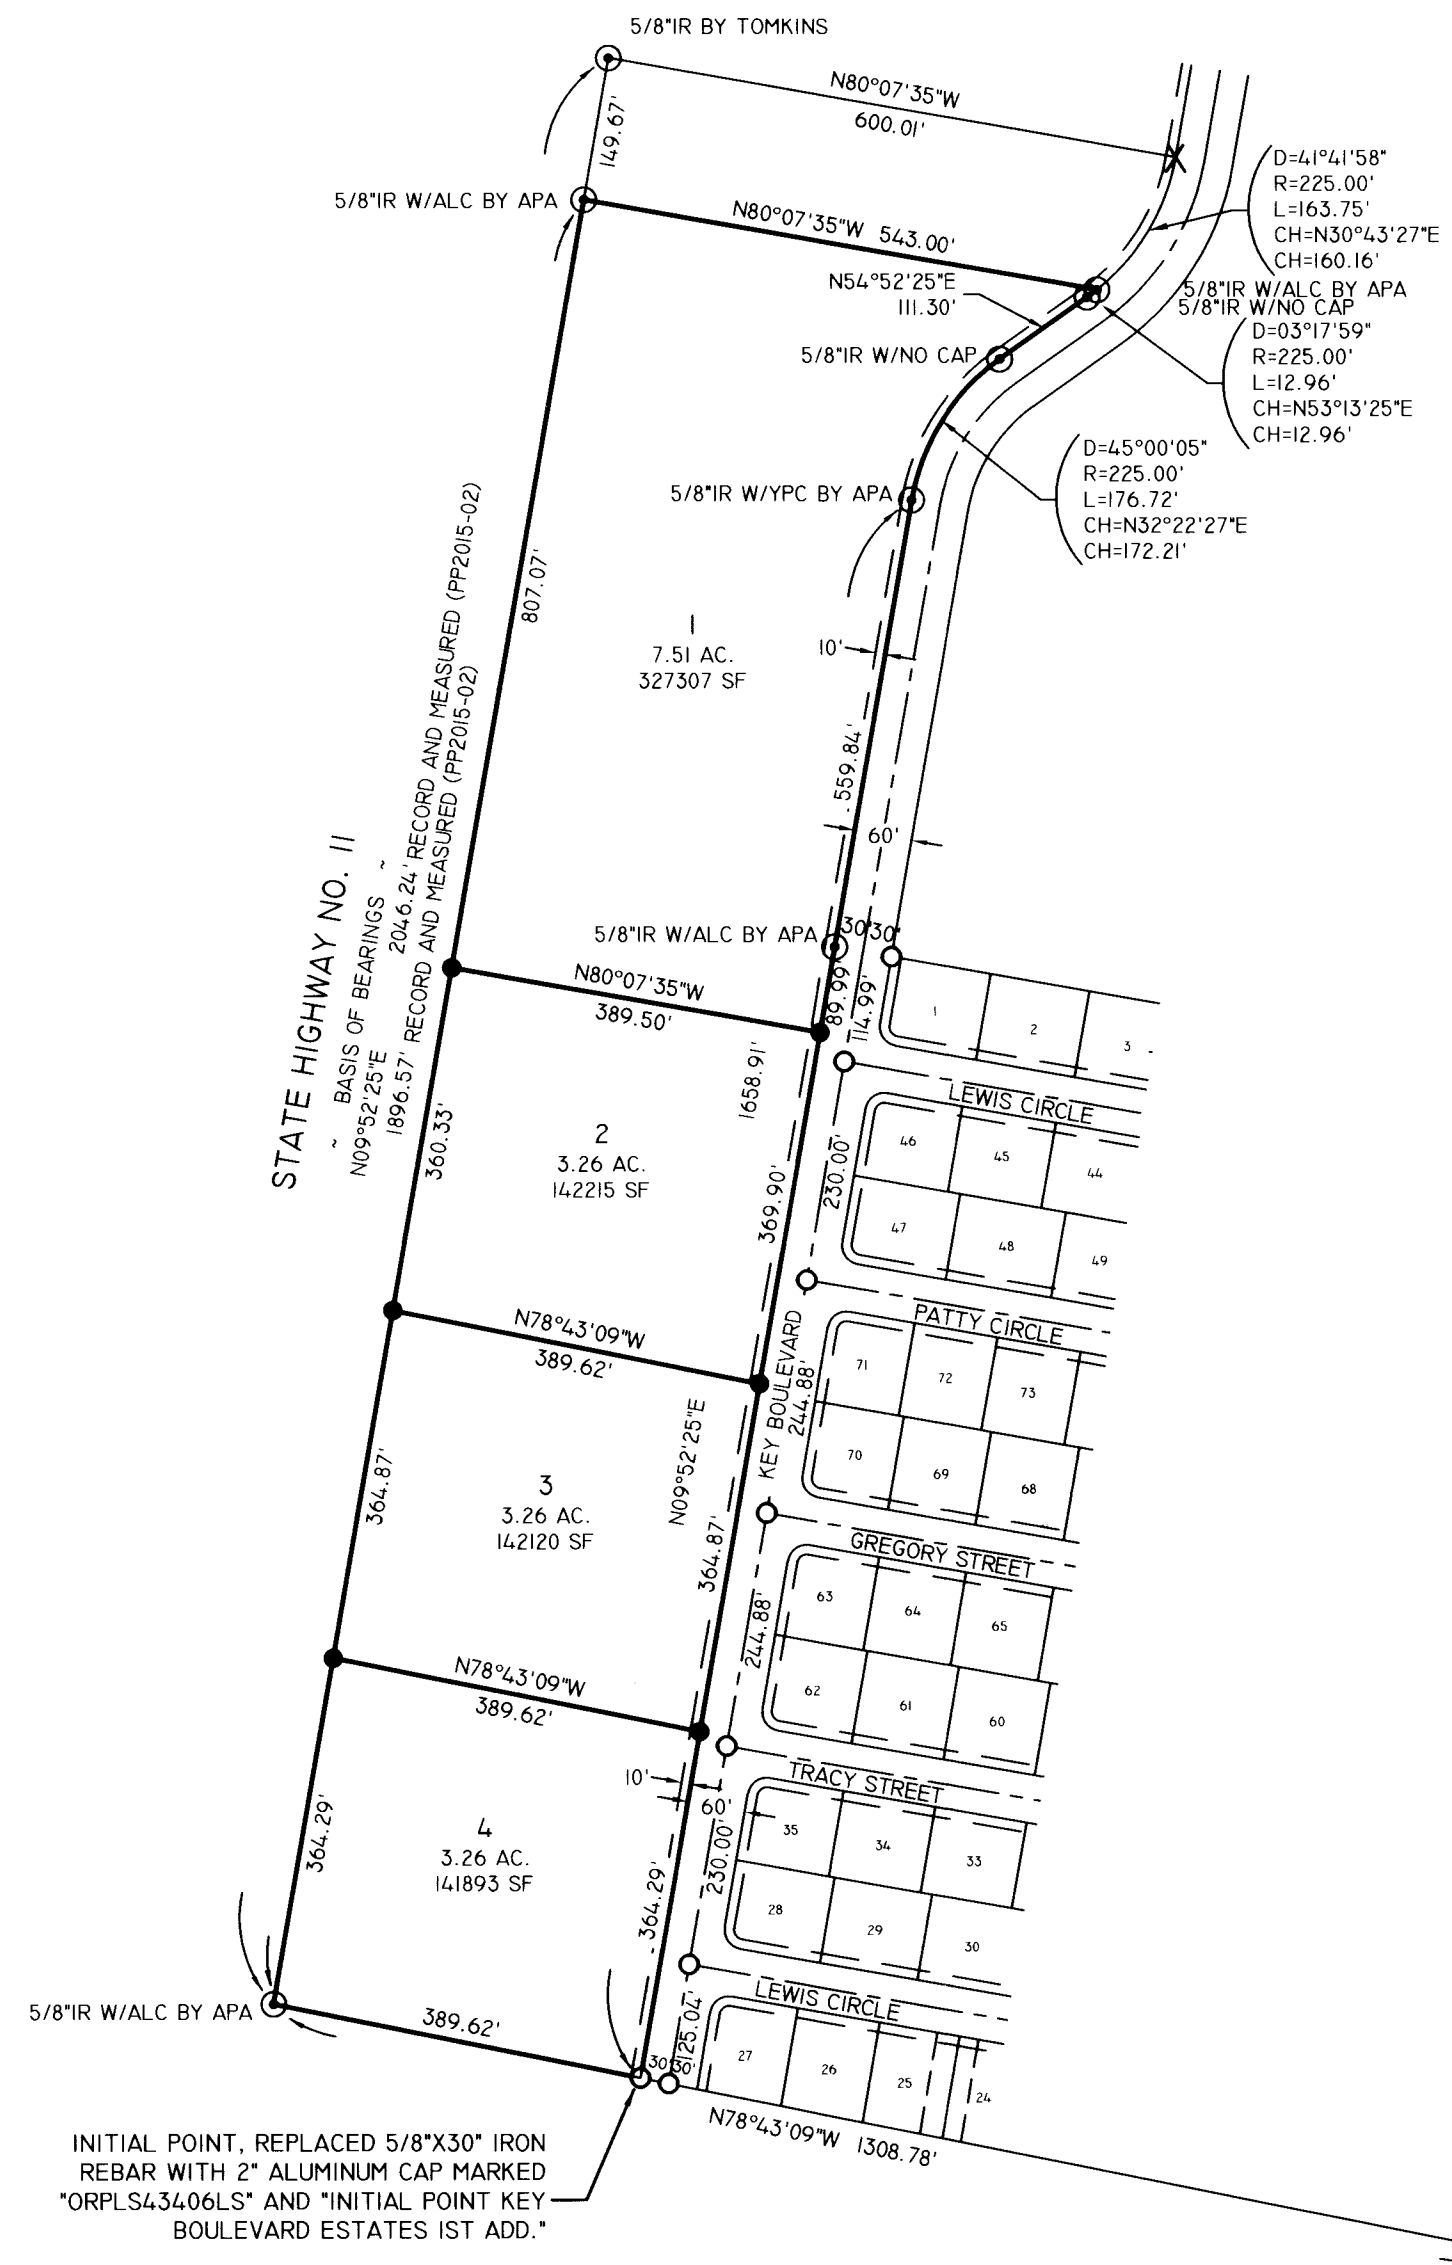 5/8"IR BY TOMKINS
N80°07'35"W
600.01'
149.67'
D=41°41'58"
R=225.00'
L=163.75'
CH=N30°43'27"E
CH=160.16'
5/8"IR W/ALC BY APA
N80°07'35"W 543.00'
N54°52'25"E
111.30'
5/8"IR W/ALC BY APA
5/8"IR W/NO CAP
D=03°17'59"
R=225.00'
L=12.96'
CH=N53°13'25"E
CH=12.96'
5/8"IR W/NO CAP
D=45°00'05"
R=225.00'
L=176.72'
CH=N32°22'27"E
CH=172.21'
5/8"IR W/YPC BY APA
807.07'
1
7.51 AC.
327307 SF
10'
559.84'
60'
STATE HIGHWAY NO. 11
~ BASIS OF BEARINGS ~
N09°52'25"E
2046.24' RECORD AND MEASURED (PP2015-02)
1896.57' RECORD AND MEASURED (PP2015-02)
5/8"IR W/ALC BY APA
30'30'
N80°07'35"W
389.50'
89.99'
114.99'
1
2
3
1658.91'
360.33'
2
3.26 AC.
142215 SF
369.90'
230.00'
LEWIS CIRCLE
46
45
44
47
48
49
N78°43'09"W
389.62'
PATTY CIRCLE
KEY BOULEVARD
244.88'
71
72
73
70
69
68
N09°52'25"E
364.87'
3
3.26 AC.
142120 SF
364.87'
GREGORY STREET
244.88'
63
64
65
62
61
60
N78°43'09"W
389.62'
TRACY STREET
10'
60'
364.29'
4
3.26 AC.
141893 SF
364.29'
230.00'
35
34
33
28
29
30
5/8"IR W/ALC BY APA
389.62'
LEWIS CIRCLE
125.04'
30'30'
27
26
25
24
N78°43'09"W 1308.78'
INITIAL POINT, REPLACED 5/8"X30" IRON
REBAR WITH 2" ALUMINUM CAP MARKED
"ORPLS43406LS" AND "INITIAL POINT KEY
BOULEVARD ESTATES 1ST ADD."